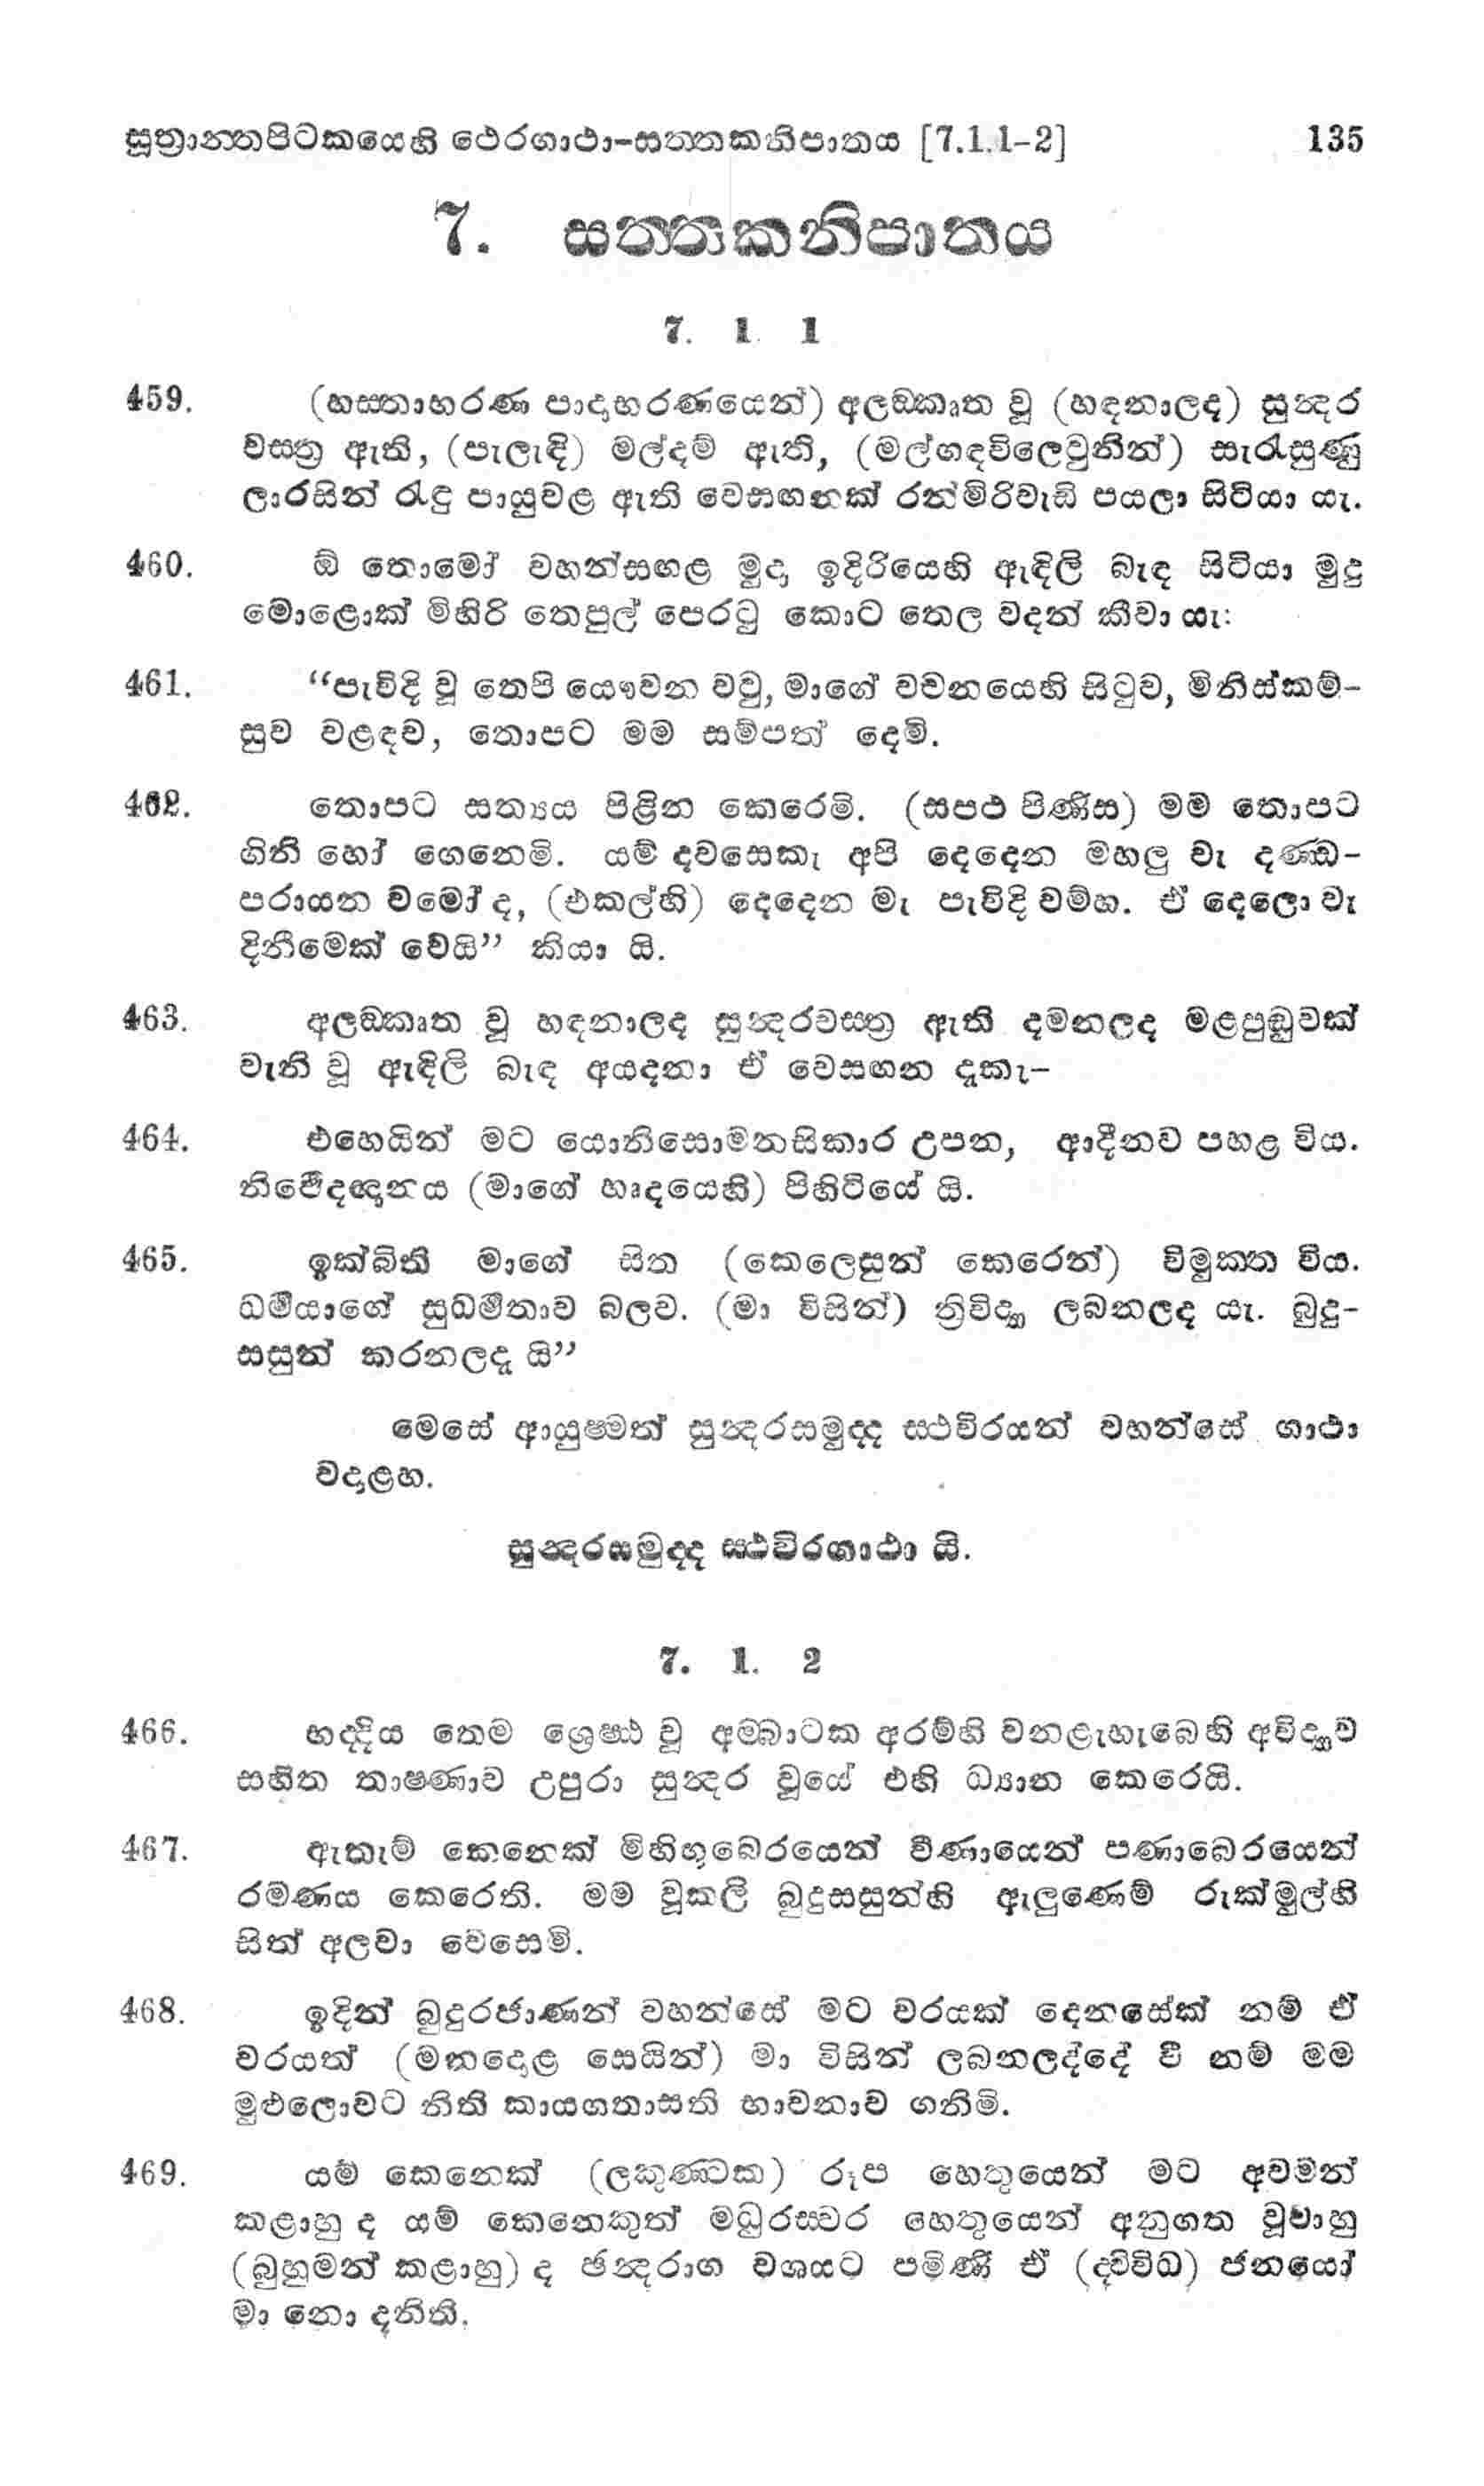 සූත්‍රාන්තපිටකයෙහි ථෙරගාථා-සත්තකනිපාතය [7.1.1-2] 135
7. සත්තකනිපාතය
7. 1. 1
459. (හස්තාභරණ පාදාභරණයෙන්) අලඞ්කෘත වූ (හඳනාලද) සුන්‍දර
වස්ත්‍ර ඇති, (පැලැඳි) මල්දම් ඇති, (මල්ගඳවිලෙවුනින්) සැරැසුණු
ලාරසින් රැඳු පායුවළ ඇති වෙසඟනක් රන්මිරිවැඩි පයලා සිටියා යැ.
460. ඕ තොමෝ වහන්සඟළ මුදා ඉදිරියෙහි ඇඳිලි බැඳ සිටියා මුදු
මොළොක් මිහිරි තෙපුල් පෙරටු කොට තෙල වදන් කීවා යැ:
461. “පැවිදි වූ තෙපි යෞවන වවු, මාගේ වචනයෙහි සිටුව, මිනිස්කම්-
සුව වළඳව, තොපට මම සම්පත් දෙමි.
462. තොපට සත්‍යය පිළින කෙරෙමි. (සපථ පිණිස) මම තොපට
ගිනි හෝ ගෙනෙමි. යම් දවසෙකැ අපි දෙදෙන මහලු වැ දණ්ඩ-
පරායන වමෝ ද, (එකල්හි) දෙදෙන මැ පැවිදි වම්හ. ඒ දෙලොවැ
දිනීමෙක් වෙයි” කියා යි.
463. අලඞ්කෘත වූ හඳනාලද සුන්‍දරවස්ත්‍ර ඇති දමනලද මළපුඬුවක්
වැනි වූ ඇඳිලි බැඳ අයදනා ඒ වෙසඟන දැකැ-
464. එහෙයින් මට යොනිසොමනසිකාර උපන, ආදීනව පහළ විය.
නිර්වේදඥානය (මාගේ හෘදයෙහි) පිහිටියේ යි.
465. ඉක්බිති මාගේ සිත (කෙලෙසුන් කෙරෙන්) විමුක්ත විය.
ධර්මයාගේ සුධර්මතාව බලව. (මා විසින්) ත්‍රිවිද්‍යා ලබනලද යැ. බුදු-
සසුන් කරනලදැ යි”
මෙසේ ආයුෂ්මත් සුන්‍දරසමුද්ද ස්ථවිරයන් වහන්සේ ගාථා
වදාළහ.
සුන්‍දරසමුද්ද ස්ථවිරගාථා යි.
7. 1. 2
466. භද්දිය තෙම ශ්‍රෙෂ්ඨ වූ අම්බාටක අරම්හි වනළැහැබෙහි අවිද්‍යාව
සහිත තෘෂ්ණාව උපුරා සුන්‍දර වූයේ එහි ධ්‍යාන කෙරෙයි.
467. ඇතැම් කෙනෙක් මිහිඟුබෙරයෙන් වීණායෙන් පණාබෙරයෙන්
රමණය කෙරෙති. මම වූකලි බුදුසසුන්හි ඇලුණෙම් රුක්මුල්හි
සිත් අලවා වෙසෙමි.
468. ඉදින් බුදුරජාණන් වහන්සේ මට වරයක් දෙනසේක් නම් ඒ
වරයත් (මනදොළ සෙයින්) මා විසින් ලබනලද්දේ වී නම් මම
මුළුලොවට නිති කායගතාසති භාවනාව ගනිමි.
469. යම් කෙනෙක් (ලකුණ්ටක) රූප හෙතුයෙන් මට අවමන්
කළාහු ද යම් කෙනෙකුත් මධුරස්වර හෙතුයෙන් අනුගත වූවාහු
(බුහුමන් කළාහු) ද ඡන්‍දරාග වශයට පමිණි ඒ (ද්විවිධ) ජනයෝ
මා නො දනිති.